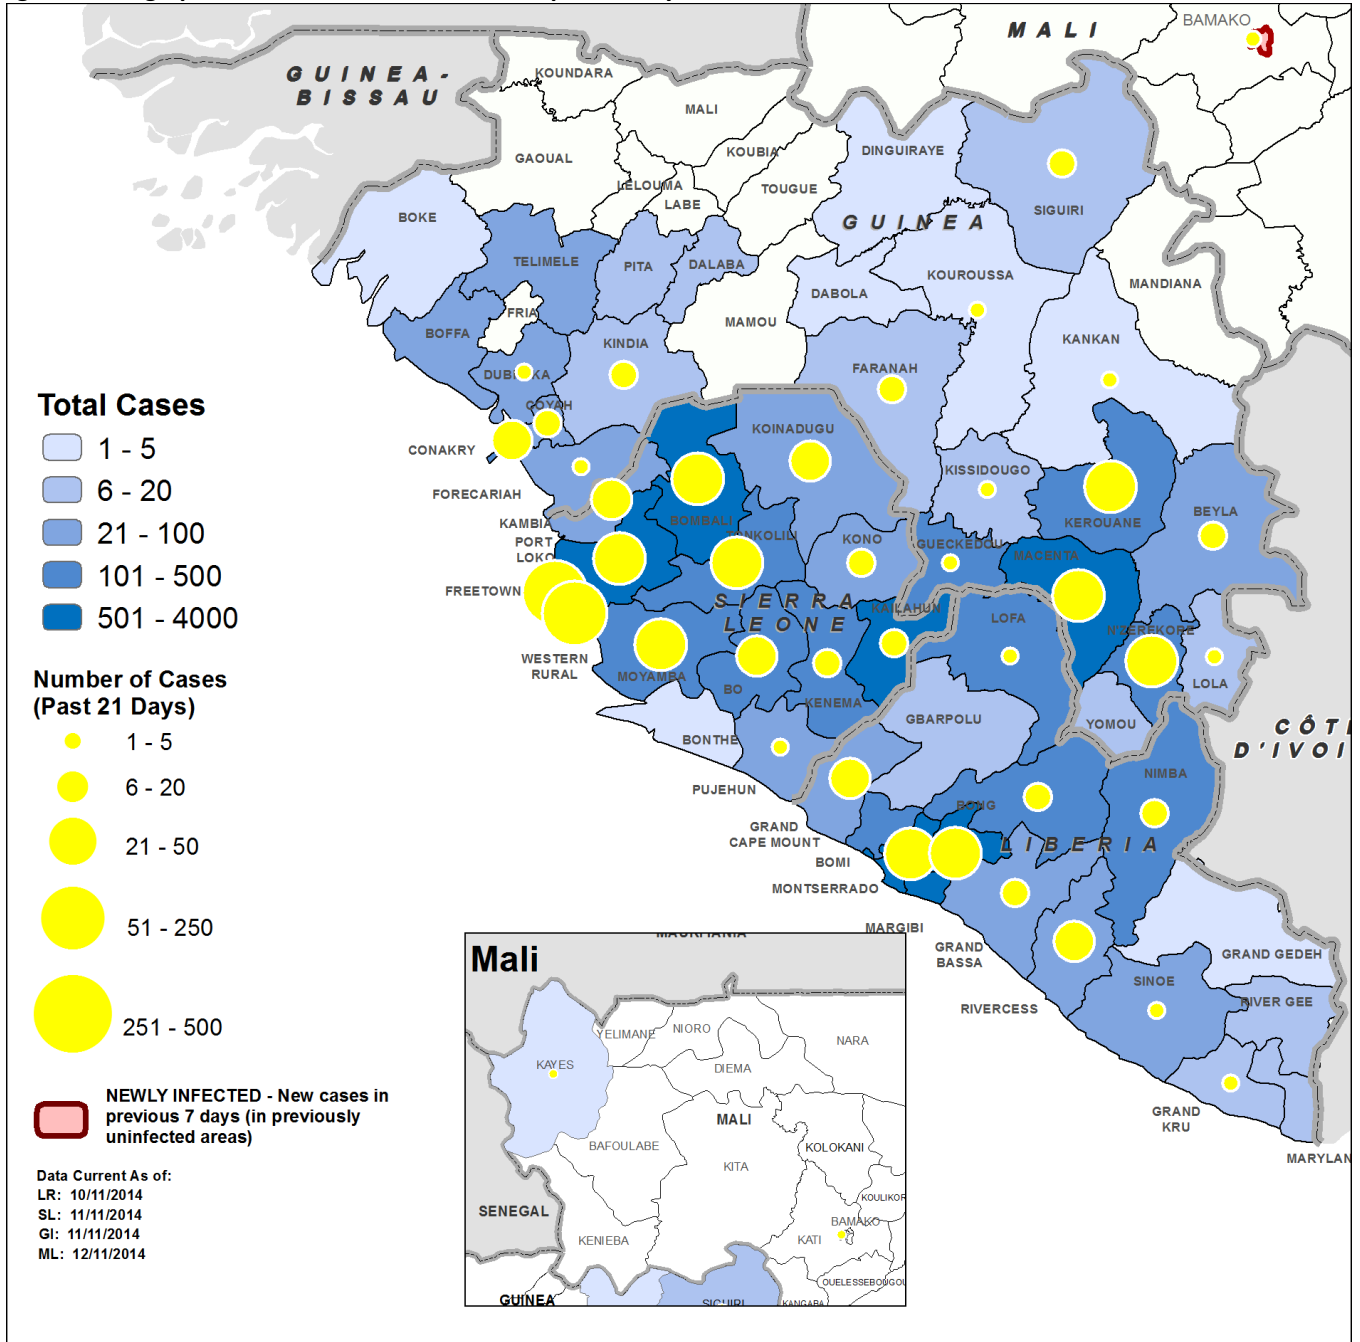 BAMAKO
MALI
GUINEA-
BISSAU
KOUNDARA
MALI
GAOUAL
KOUBIA
DINGUIRAYE
LELOUMA
TOUGUE
LABE
BOKE
GUINEA
SIGUIRI
TELIMELE
PITA
DALABA
KOUROUSSA
MANDIANA
DABOLA
FRIA
MAMOU
BOFFA
KINDIA
KANKAN
FARANAH
COYAH
KOINADUGU
CONAKRY
KISSIDOUGO
FORECARIAH
KAMBIA
BOMBALI
KEROUANE
BEYLA
PORT
LOKO
KONO
GUECKEDOU
MACENTA
FREETOWN
SIERRA
LEONE
KAILAHUN
LOFA
N'ZEREKORE
WESTERN
RURAL
MOYAMBA
BO
KENEMA
LOLA
GBARPOLU
YOMOU
CÔT
D'IVOI
BONTHE
NIMBA
PUJEHUN
BONG
GRAND
CAPE MOUNT
LIBERIA
BOMI
MONTSERRADO
MARGIBI
GRAND
BASSA
GRAND GEDEH
SINOE
RIVER GEE
RIVERCESS
GRAND
KRU
MARYLAN
Total Cases
1 - 5
6 - 20
21 - 100
101 - 500
501 - 4000
Number of Cases
(Past 21 Days)
1 - 5
6 - 20
21 - 50
51 - 250
251 - 500
NEWLY INFECTED - New cases in
previous 7 days (in previously
uninfected areas)
Data Current As of:
LR: 10/11/2014
SL: 11/11/2014
GI: 11/11/2014
ML: 12/11/2014
Mali
YELIMANE
NIORO
NARA
KAYES
DIEMA
MALI
BAFOULABE
KOLOKANI
KITA
KOULIKOR
SENEGAL
BAMAKO
KENIEBA
KATI
OUELESSEBOUGOU
GUINEA
SIGUIRI
KANGABA